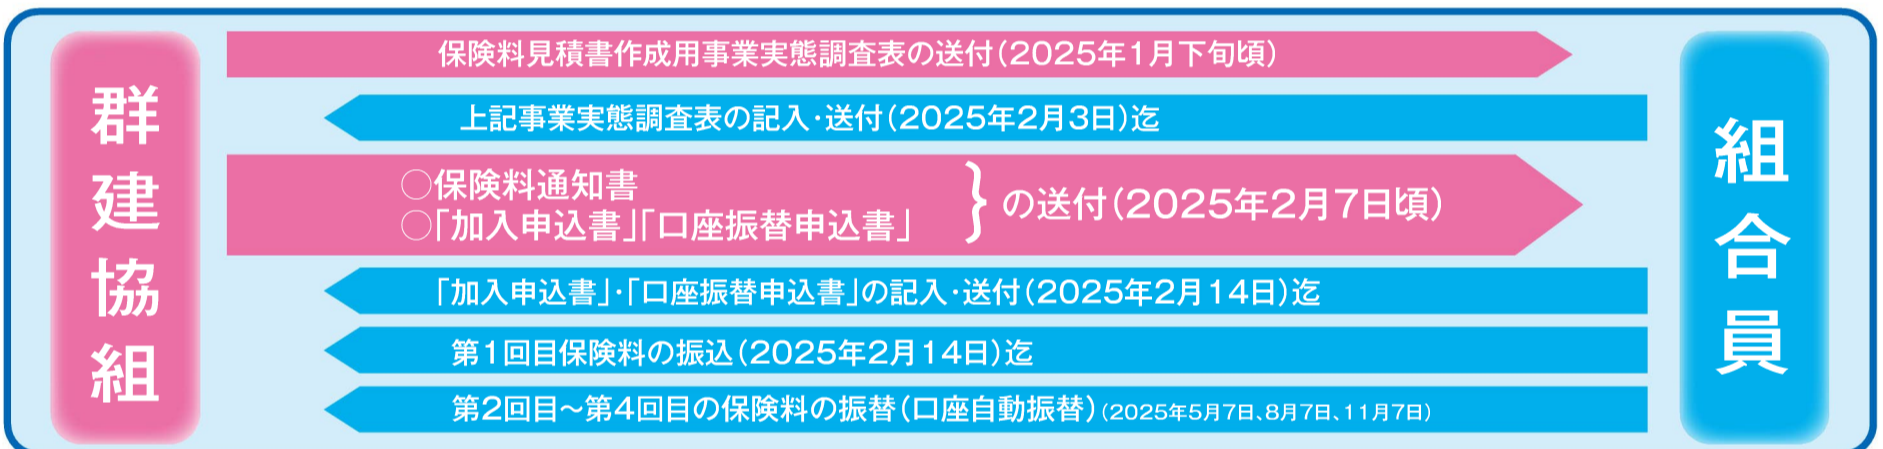 群建協組
保険料見積書作成用事業実態調査表の送付(2025年1月下旬頃)
上記事業実態調査表の記入・送付(2025年2月3日)迄
○保険料通知書
○「加入申込書」「口座振替申込書」
}の送付(2025年2月7日頃)
「加入申込書」・「口座振替申込書」の記入・送付(2025年2月14日)迄
第1回目保険料の振込(2025年2月14日)迄
第2回目～第4回目の保険料の振替(口座自動振替)(2025年5月7日、8月7日、11月7日)
組合員